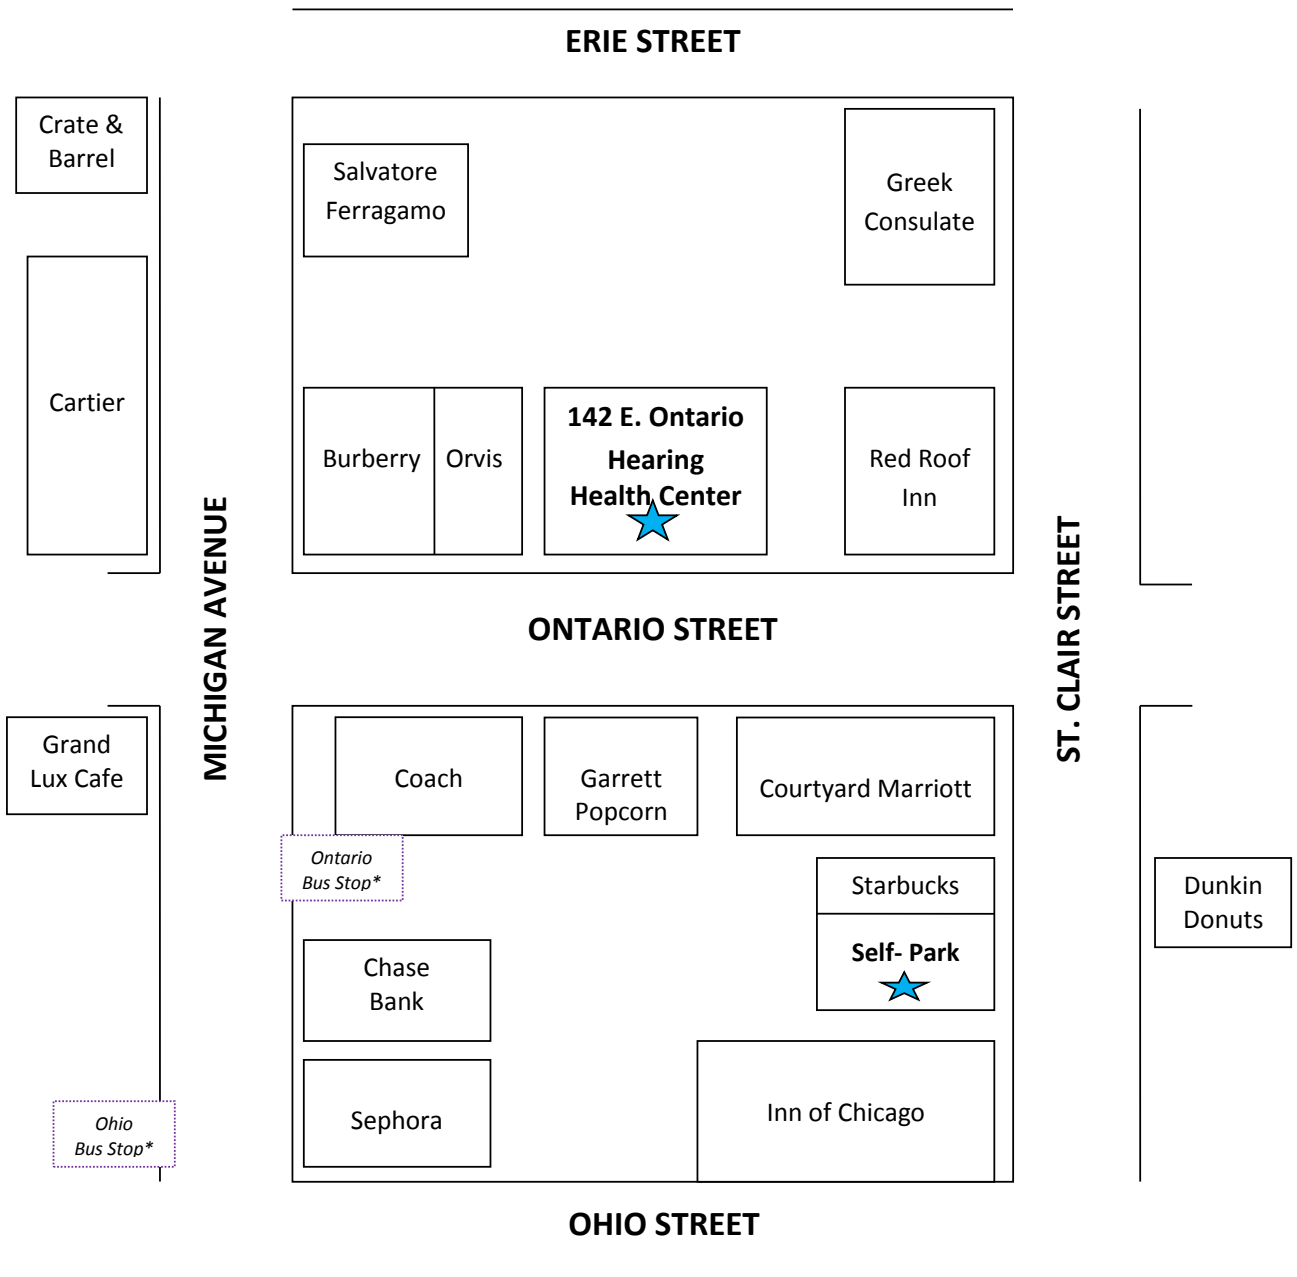 ERIE STREET
Crate &
Barrel
Salvatore
Ferragamo
Greek
Consulate
Cartier
Burberry
Orvis
142 E. Ontario
Hearing
Health Center
Red Roof
Inn
MICHIGAN AVENUE
ST. CLAIR STREET
ONTARIO STREET
Grand
Lux Cafe
Coach
Garrett
Popcorn
Courtyard Marriott
Ontario
Bus Stop*
Starbucks
Dunkin
Donuts
Self- Park
Chase
Bank
Sephora
Inn of Chicago
Ohio
Bus Stop*
OHIO STREET